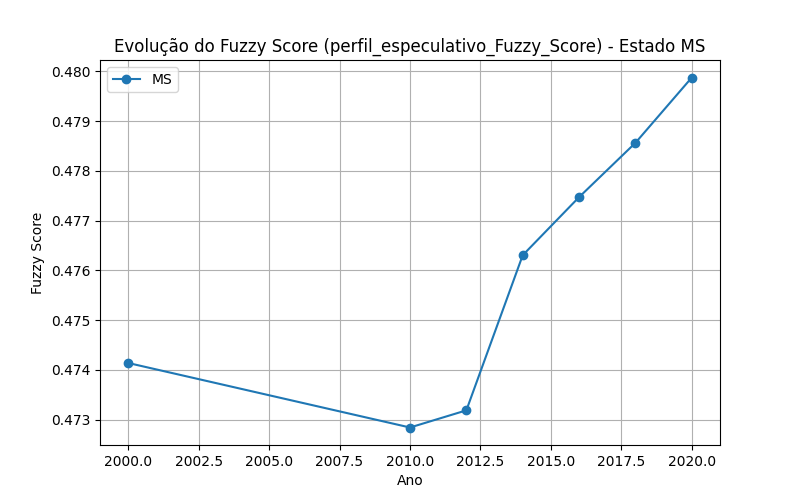 Evolução do Fuzzy Score (perfil_especulativo_Fuzzy_Score) - Estado MS
MS
0.480
0.479
0.478
0.477
0.476
0.475
0.474
0.473
Fuzzy Score
2000.0 2002.5 2005.0 2007.5 2010.0 2012.5 2015.0 2017.5 2020.0
Ano